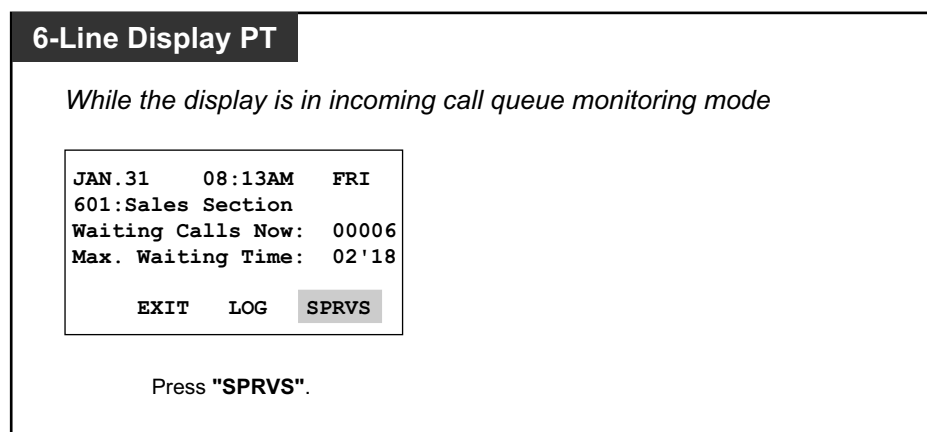 6-Line Display PT
While the display is in incoming call queue monitoring mode
JAN.31 08:13AM FRI
601:Sales Section
Waiting Calls Now: 00006
Max. Waiting Time: 02'18
EXIT LOG SPRVS
Press "SPRVS".